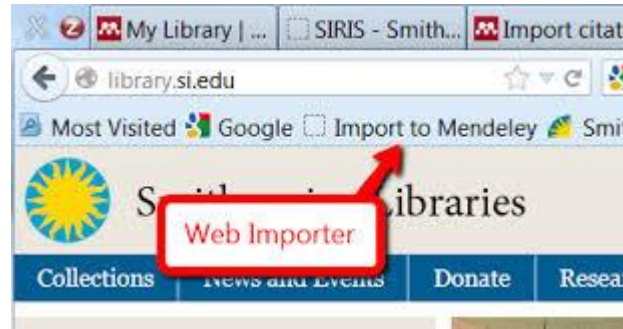 My Library | ... SIRIS - Smith... Import citat
library.si.edu
Most Visited Google Import to Mendeley Smi
Libraries
Web Importer
Collections News and Events Donate Resear